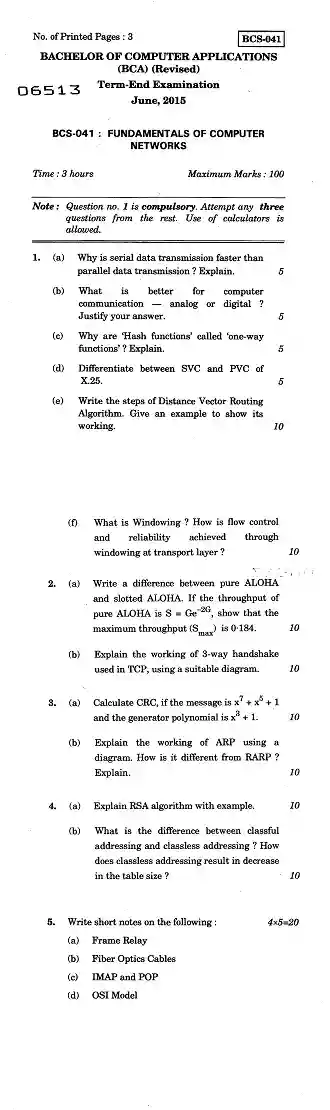 No. of Printed Pages : 3
BCS-041
BACHELOR OF COMPUTER APPLICATIONS
(BCA) (Revised)
06513
Term-End Examination
June, 2015
BCS-041 : FUNDAMENTALS OF COMPUTER
NETWORKS
Time : 3 hours Maximum Marks : 100
Note : Question no. 1 is compulsory. Attempt any three
questions from the rest. Use of calculators is
allowed.
1. (a) Why is serial data transmission faster than
parallel data transmission ? Explain. 5
(b) What is better for computer
communication — analog or digital ?
Justify your answer. 5
(c) Why are 'Hash functions' called 'one-way
functions' ? Explain. 5
(d) Differentiate between SVC and PVC of
X.25. 5
(e) Write the steps of Distance Vector Routing
Algorithm. Give an example to show its
working. 10
(f) What is Windowing ? How is flow control
and reliability achieved through
windowing at transport layer ? 10
2. (a) Write a difference between pure ALOHA
and slotted ALOHA. If the throughput of
pure ALOHA is S = Ge⁻²ᴳ, show that the
maximum throughput (Sₘₐₓ) is 0·184. 10
(b) Explain the working of 3-way handshake
used in TCP, using a suitable diagram. 10
3. (a) Calculate CRC, if the message is x⁷ + x⁵ + 1
and the generator polynomial is x³ + 1. 10
(b) Explain the working of ARP using a
diagram. How is it different from RARP ?
Explain. 10
4. (a) Explain RSA algorithm with example. 10
(b) What is the difference between classful
addressing and classless addressing ? How
does classless addressing result in decrease
in the table size ? 10
5. Write short notes on the following : 4×5=20
(a) Frame Relay
(b) Fiber Optics Cables
(c) IMAP and POP
(d) OSI Model